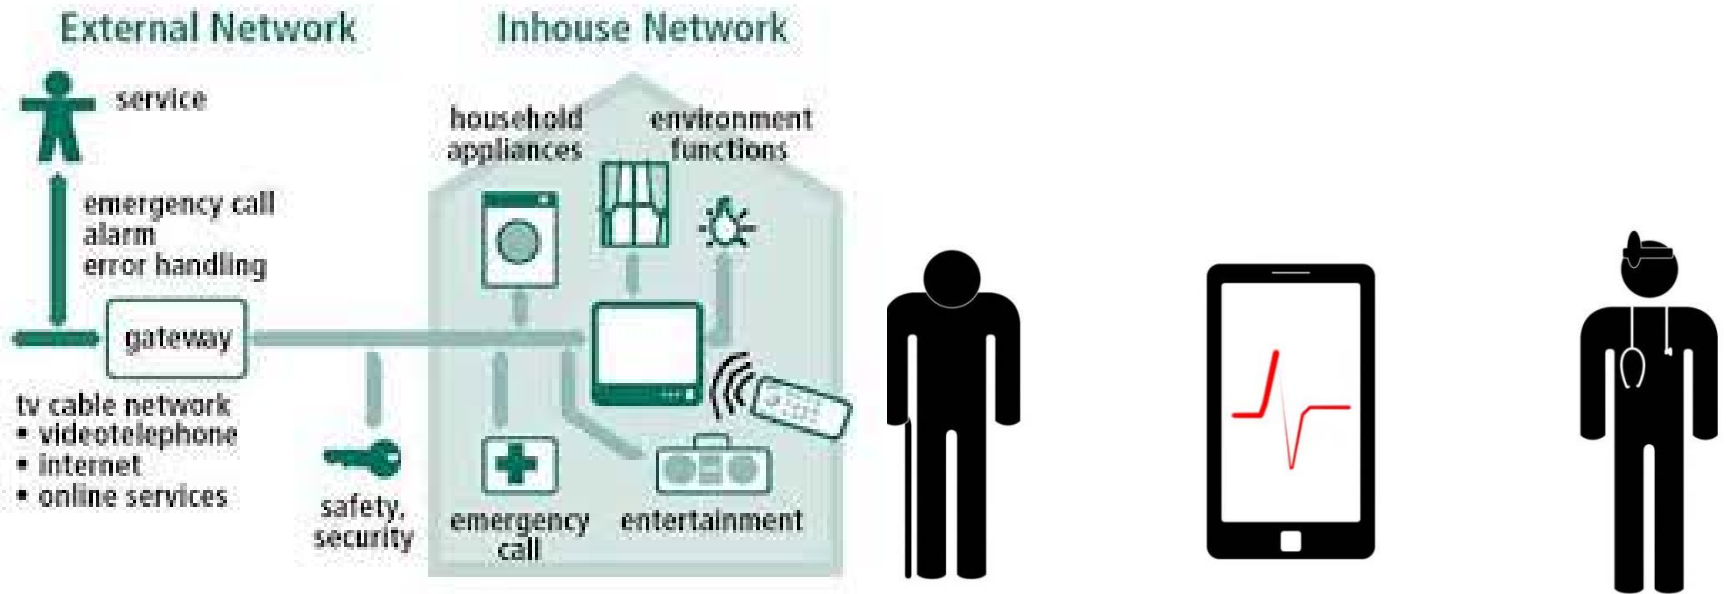 External Network
Inhouse Network
service
household
appliances
environment
functions
emergency call
alarm
error handling
gateway
tv cable network
• videotelephone
• internet
• online services
safety,
security
emergency
call
entertainment